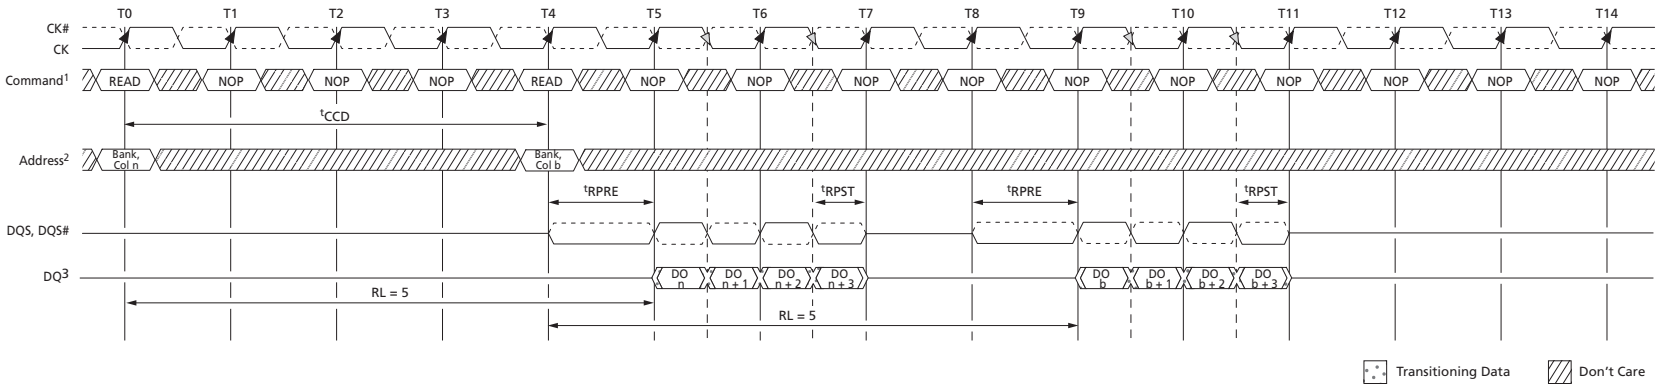 T0 T1 T2 T3 T4 T5 T6 T7 T8 T9 T10 T11 T12 T13 T14
CK#
CK
Command1 READ NOP NOP NOP READ NOP NOP NOP NOP NOP NOP NOP NOP NOP NOP
tCCD
Address2 Bank, Col n Bank, Col b
tRPRE tRPST tRPRE tRPST
DQS, DQS#
DQ3 DO n DO n + 1 DO n + 2 DO n + 3 DO b DO b + 1 DO b + 2 DO b + 3
RL = 5
RL = 5
Transitioning Data Don't Care